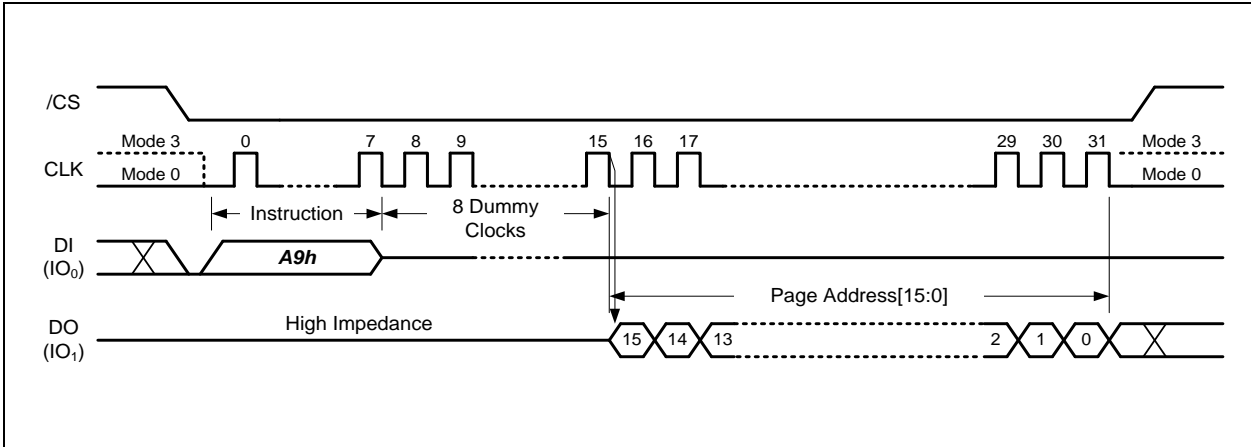 /CS
Mode 3 0 7 8 9 15 16 17 29 30 31 Mode 3
CLK
Mode 0 Mode 0
Instruction 8 Dummy
Clocks
DI
(IO₀)
A9h
Page Address[15:0]
High Impedance
DO
(IO₁)
15 14 13 2 1 0